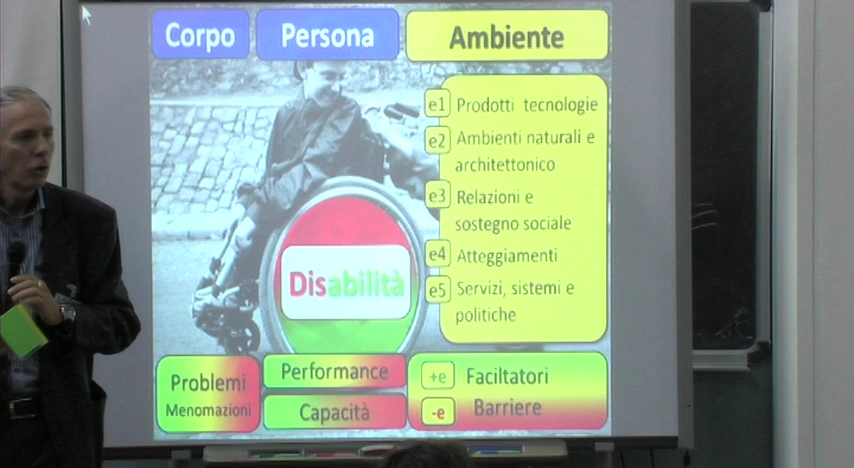 Corpo
Persona
Ambiente
e1 Prodotti tecnologie
e2 Ambienti naturali e
architettonico
e3 Relazioni e
sostegno sociale
e4 Atteggiamenti
e5 Servizi, sistemi e
politiche
Disabilità
Problemi
Menomazioni
Performance
Capacità
+e Faciltatori
-e Barriere